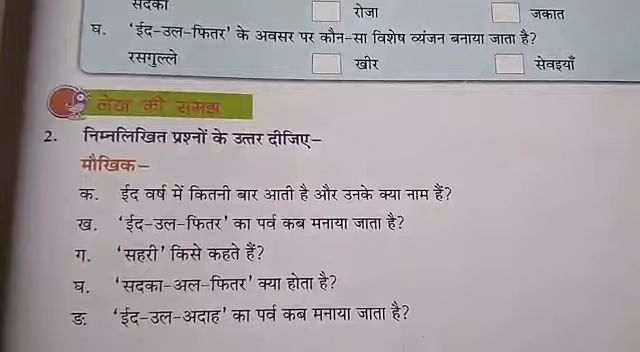 सदका रोजा जकात
घ. 'ईद-उल-फितर' के अवसर पर कौन-सा विशेष व्यंजन बनाया जाता है?
रसगुल्ले खीर सेवइयाँ
लेख की समझ
2. निम्नलिखित प्रश्नों के उत्तर दीजिए-
मौखिक-
क. ईद वर्ष में कितनी बार आती है और उनके क्या नाम हैं?
ख. 'ईद-उल-फितर' का पर्व कब मनाया जाता है?
ग. 'सहरी' किसे कहते हैं?
घ. 'सदका-अल-फितर' क्या होता है?
ङ. 'ईद-उल-अदाह' का पर्व कब मनाया जाता है?